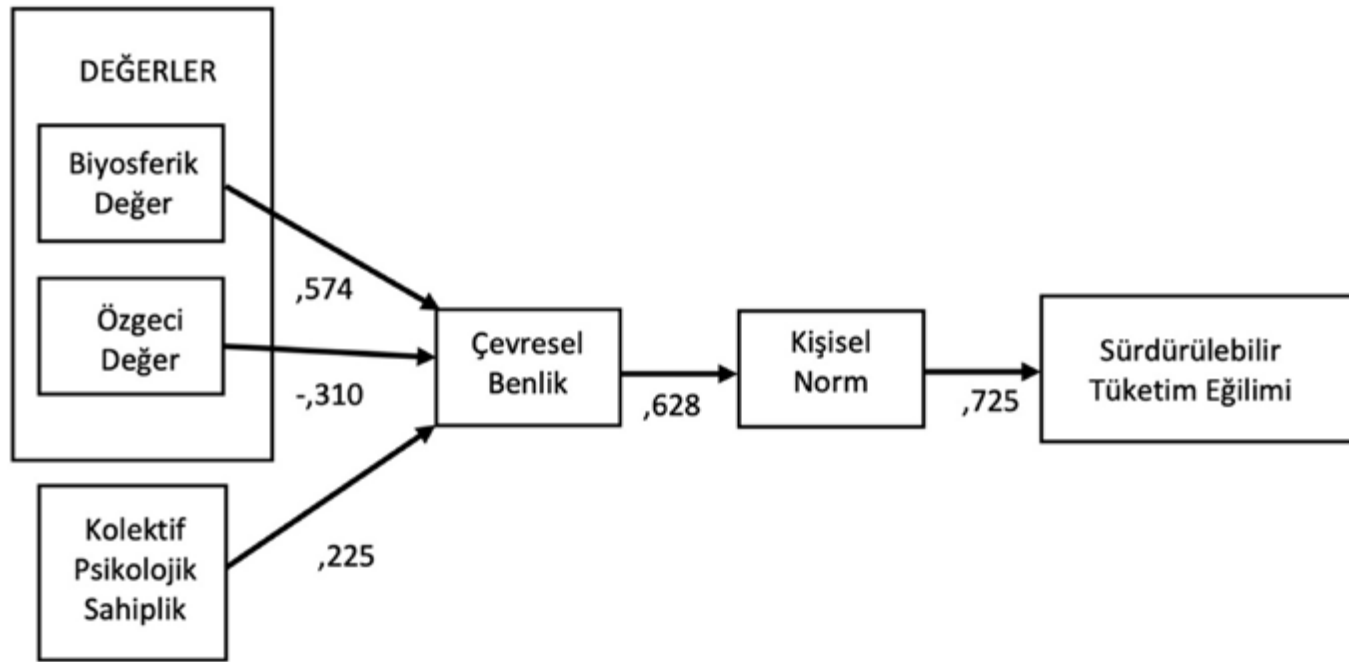 DEĞERLER
Biyosferik
Değer
,574
Özgeci
Değer
-,310
Kolektif
Psikolojik
Sahiplik
,225
Çevresel
Benlik
,628
Kişisel
Norm
,725
Sürdürülebilir
Tüketim Eğilimi